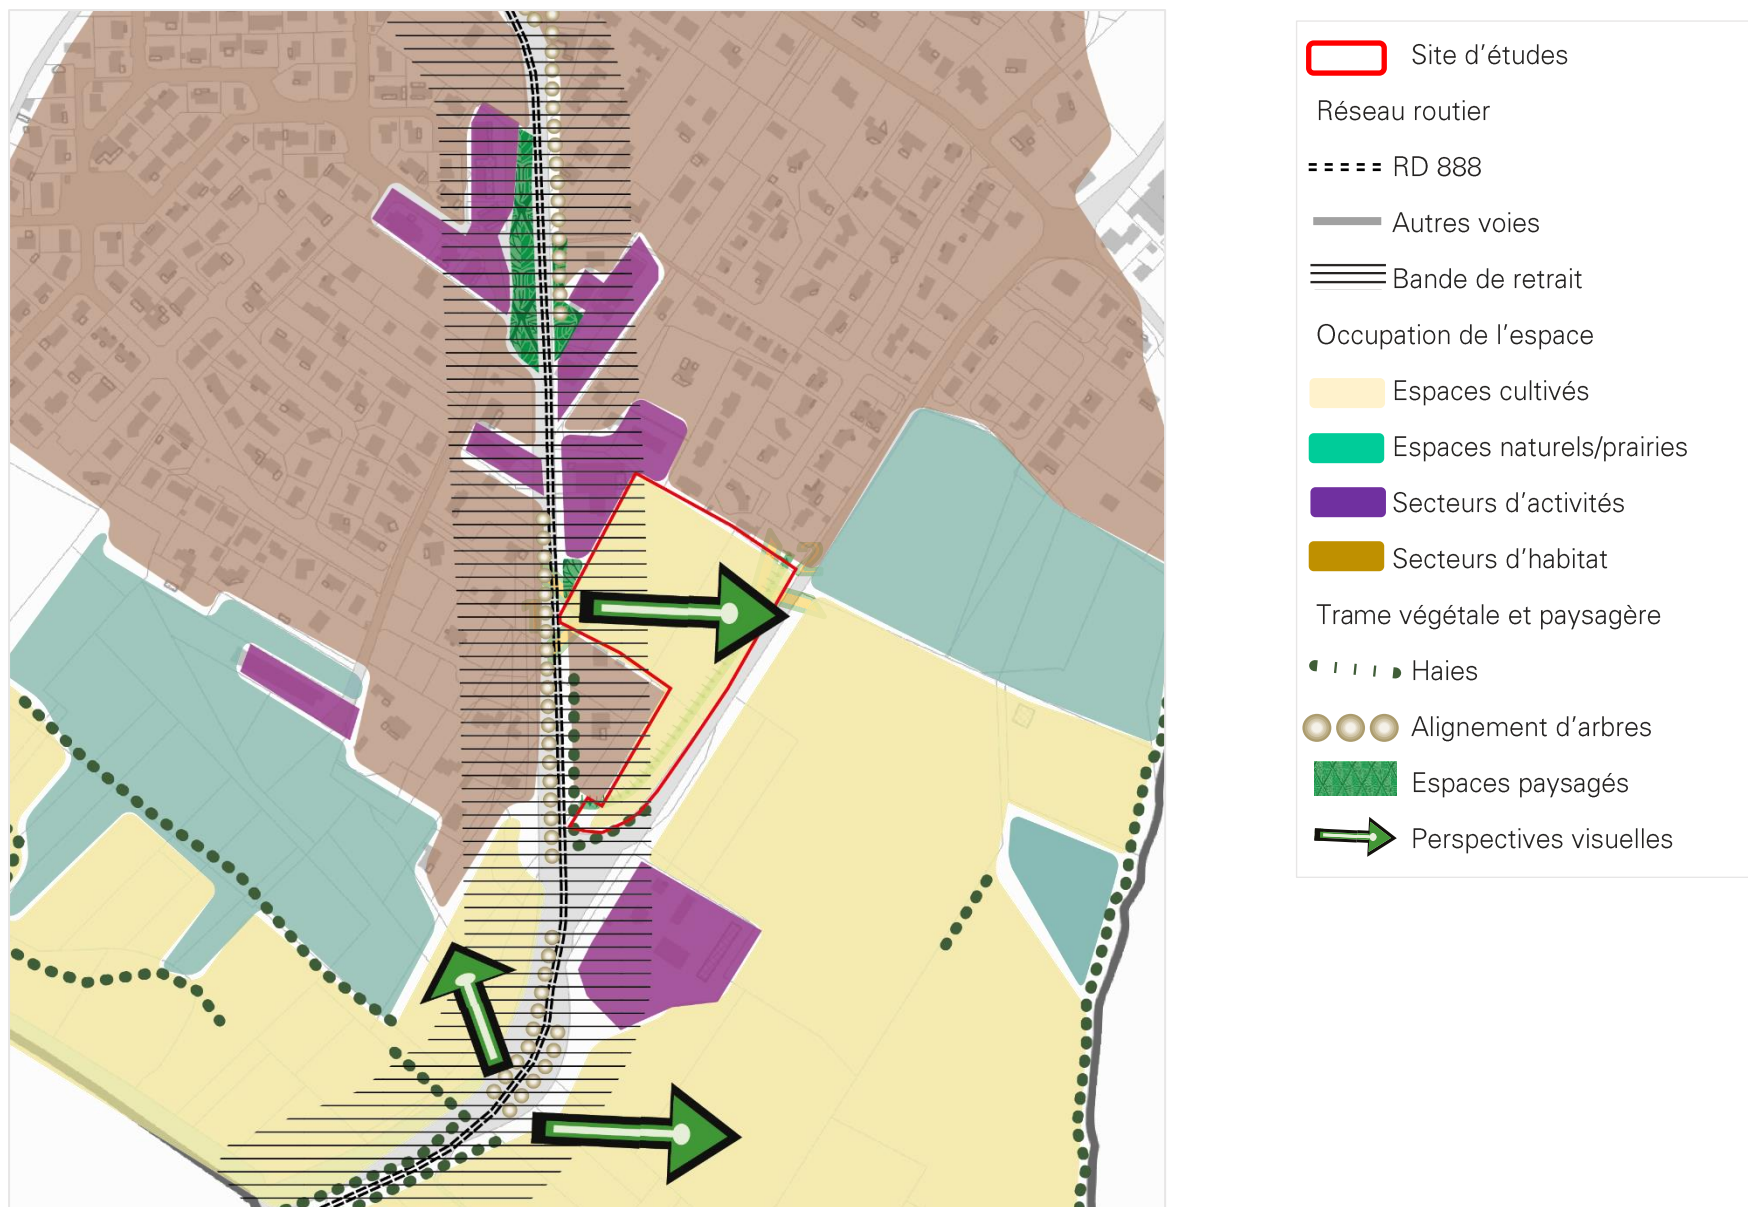 Site d'études
Réseau routier
RD 888
Autres voies
Bande de retrait
Occupation de l'espace
Espaces cultivés
Espaces naturels/prairies
Secteurs d'activités
Secteurs d'habitat
Trame végétale et paysagère
Haies
Alignement d'arbres
Espaces paysagés
Perspectives visuelles